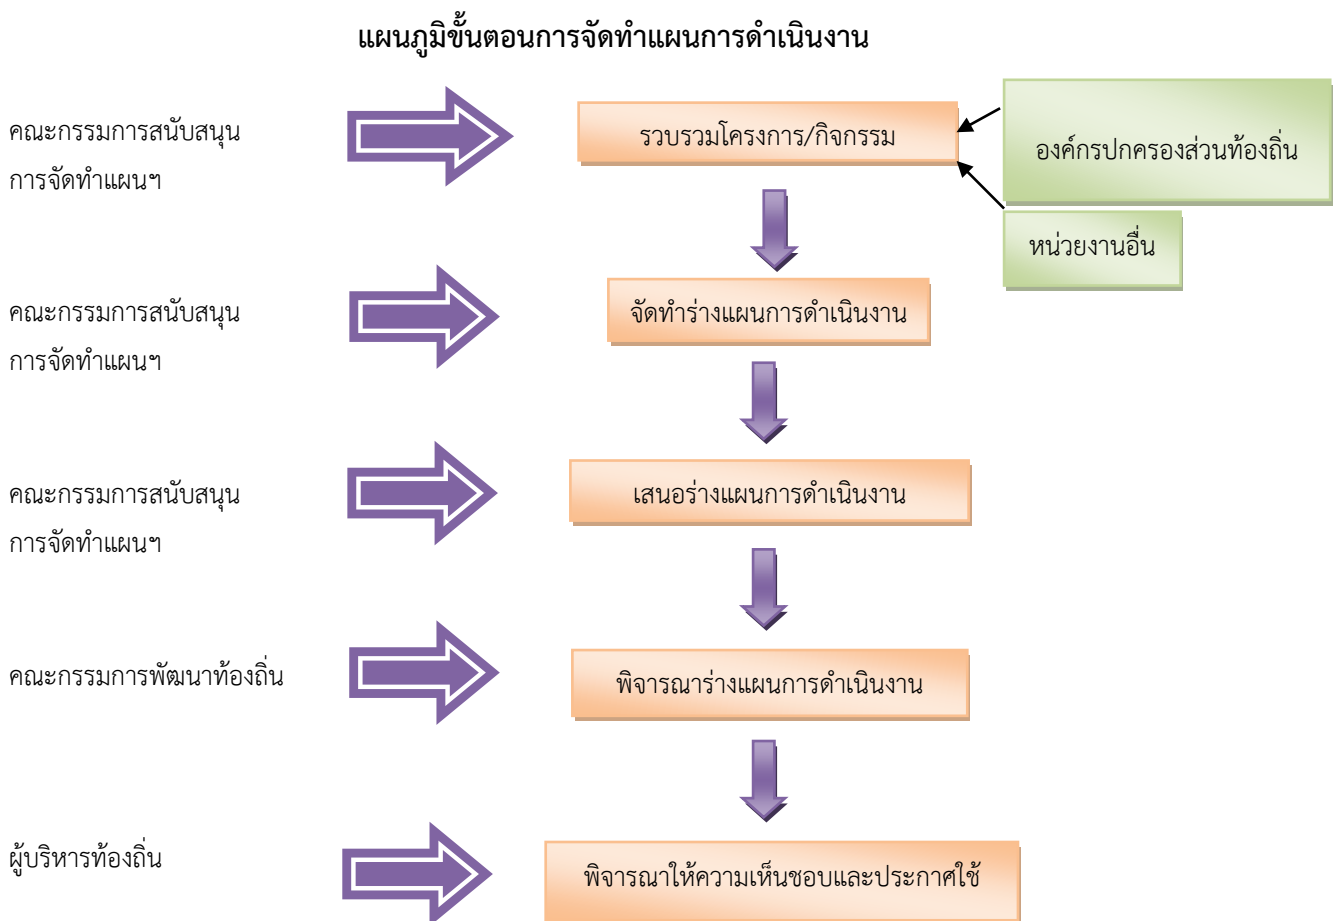 แผนภูมิขั้นตอนการจัดทำแผนการดำเนินงาน
คณะกรรมการสนับสนุน
การจัดทำแผนฯ
รวบรวมโครงการ/กิจกรรม
องค์กรปกครองส่วนท้องถิ่น
หน่วยงานอื่น
คณะกรรมการสนับสนุน
การจัดทำแผนฯ
จัดทำร่างแผนการดำเนินงาน
คณะกรรมการสนับสนุน
การจัดทำแผนฯ
เสนอร่างแผนการดำเนินงาน
คณะกรรมการพัฒนาท้องถิ่น
พิจารณาร่างแผนการดำเนินงาน
ผู้บริหารท้องถิ่น
พิจารณาให้ความเห็นชอบและประกาศใช้